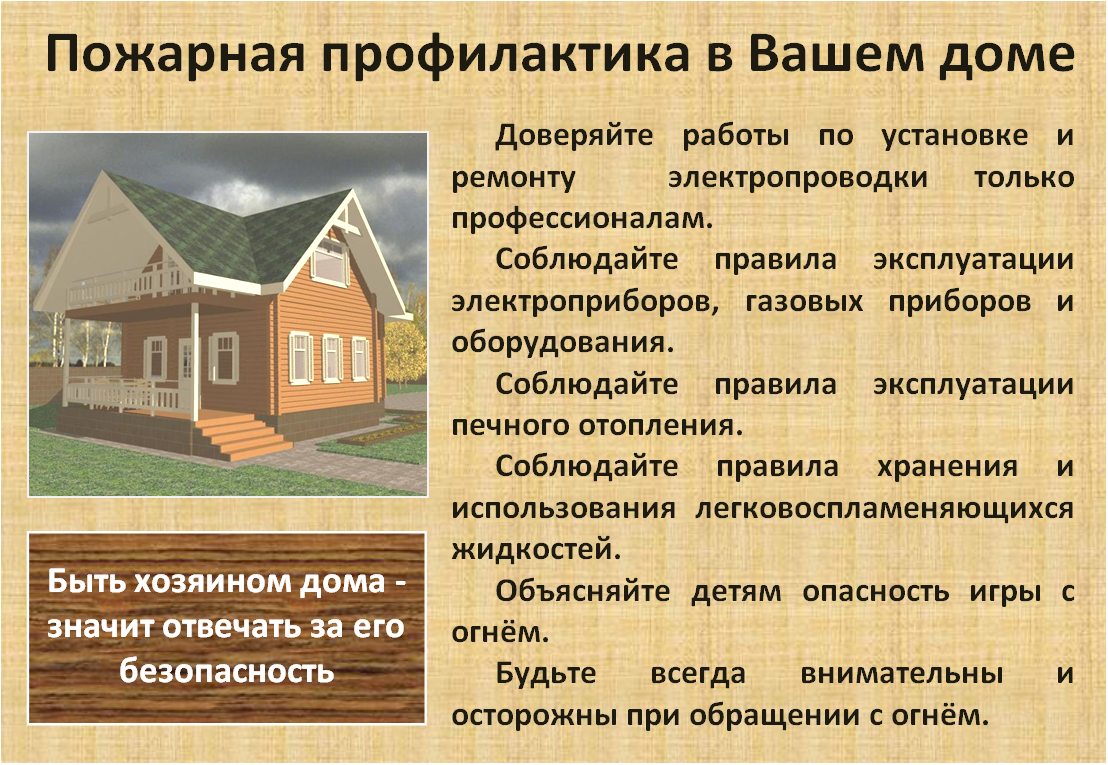 Пожарная профилактика в Вашем доме
Доверяйте работы по установке и
ремонту электропроводки только
профессионалам.
Соблюдайте правила эксплуатации
электроприборов, газовых приборов и
оборудования.
Соблюдайте правила эксплуатации
печного отопления.
Соблюдайте правила хранения и
использования легковоспламеняющихся
жидкостей.
Объясняйте детям опасность игры с
огнём.
Будьте всегда внимательны и
осторожны при обращении с огнём.
Быть хозяином дома -
значит отвечать за его
безопасность